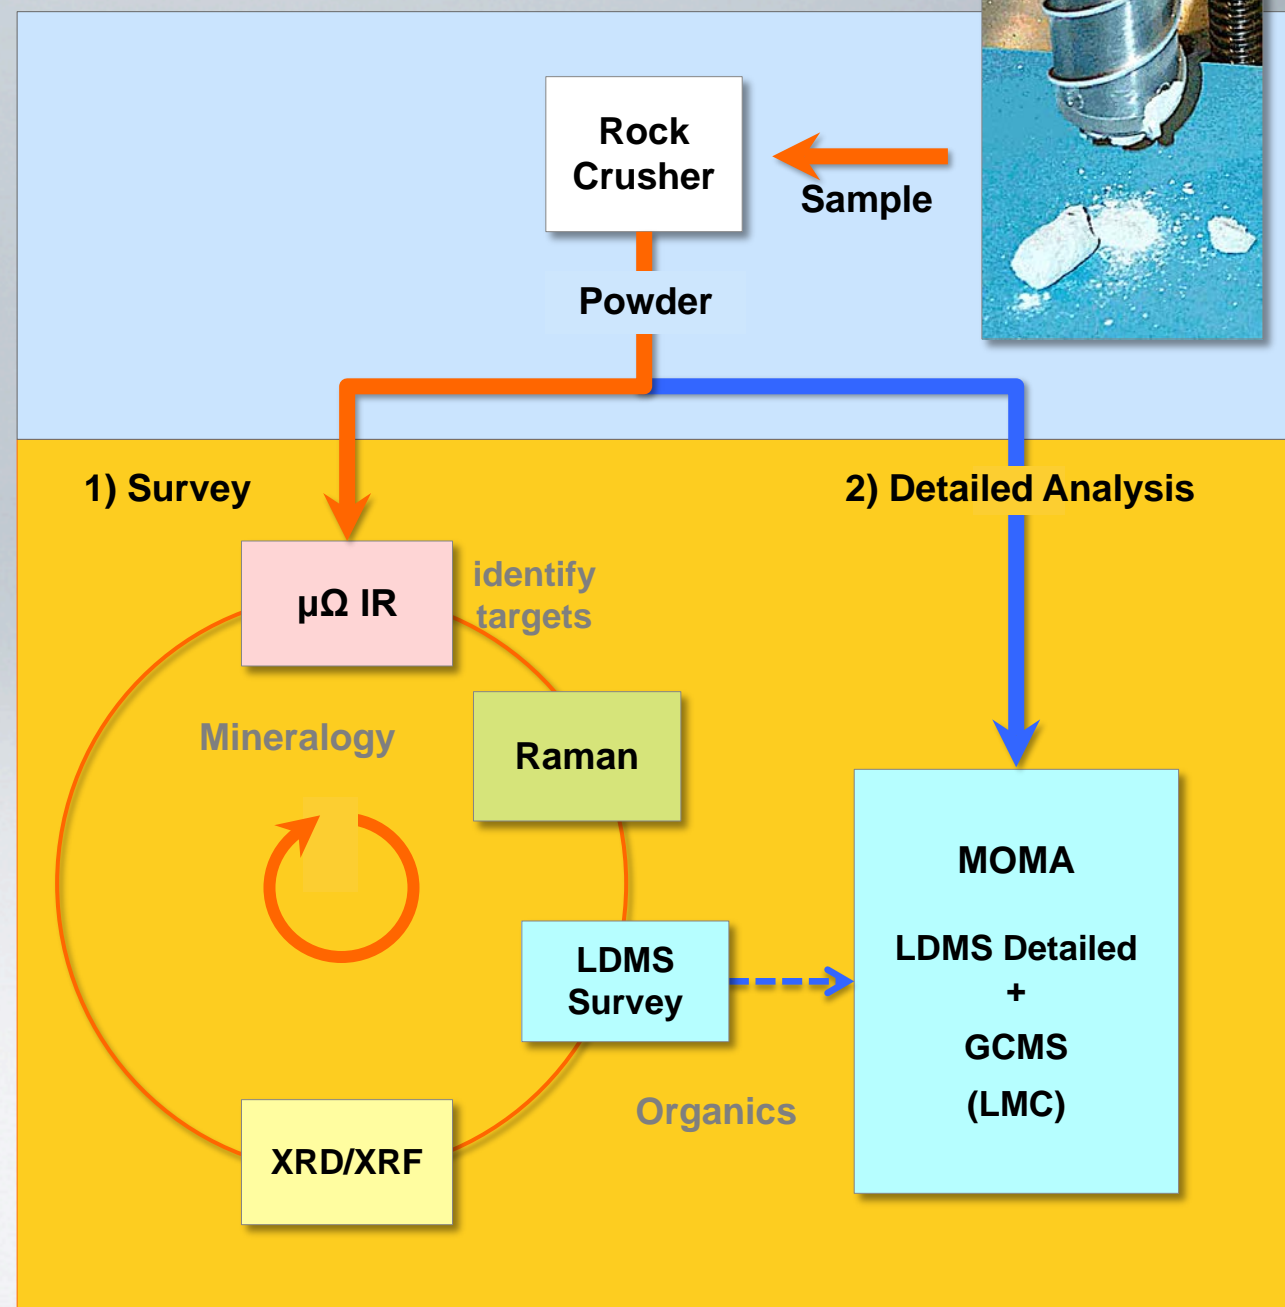 Rock
Crusher
Sample
Powder
1) Survey
2) Detailed Analysis
µΩ IR
identify
targets
Mineralogy
Raman
LDMS
Survey
Organics
XRD/XRF
MOMA
LDMS Detailed
+
GCMS
(LMC)